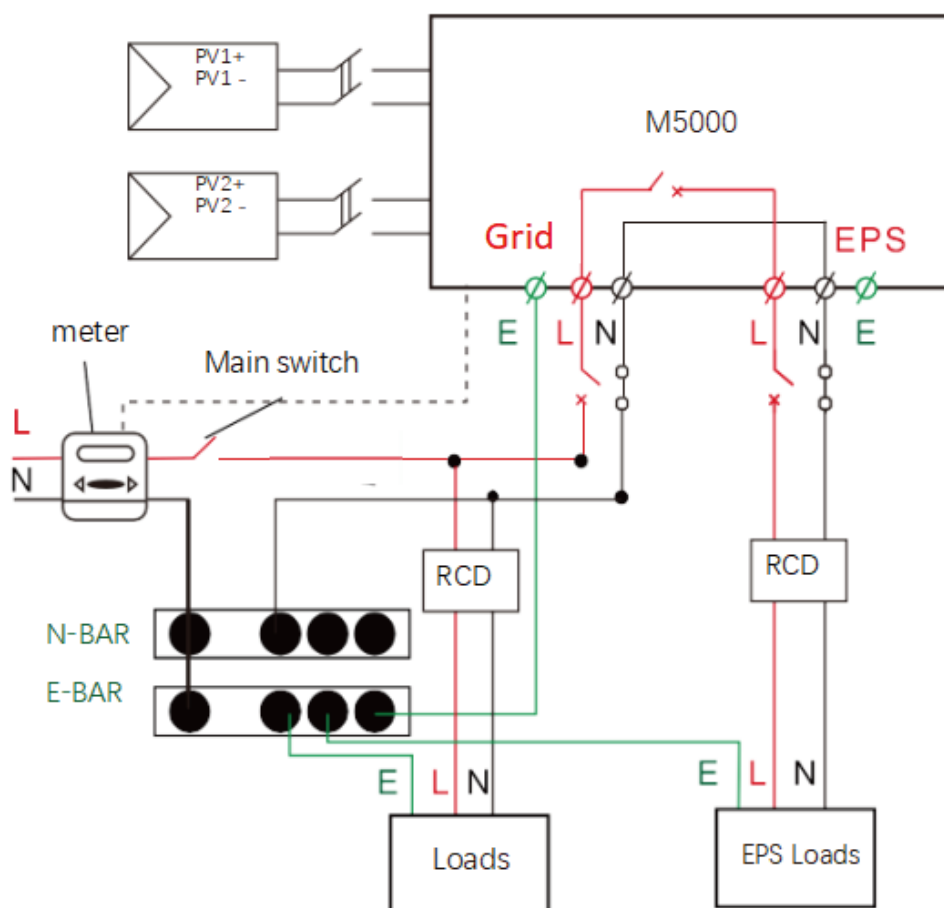 PV1+
PV1 -
M5000
PV2+
PV2 -
Grid
EPS
E
L
N
L
N
E
meter
Main switch
L
N
RCD
RCD
N-BAR
E-BAR
E
L
N
E
L
N
Loads
EPS Loads